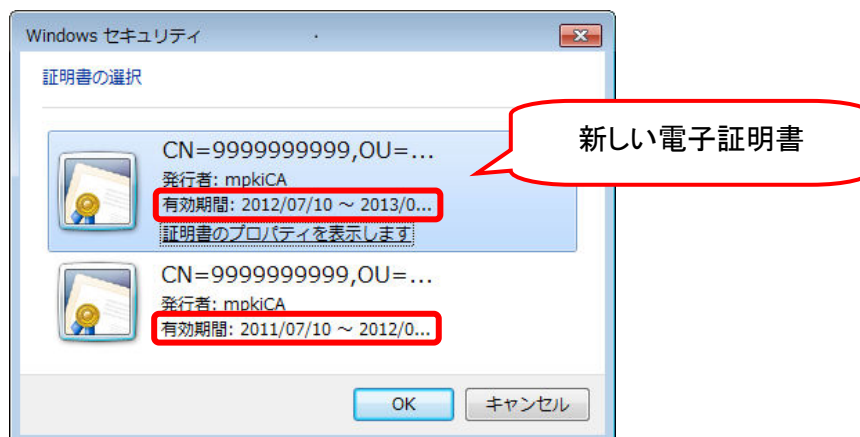 Windows セキュリティ
証明書の選択
CN=9999999999,OU=...
発行者: mpkiCA
有効期間: 2012/07/10 ～ 2013/0...
証明書のプロパティを表示します
新しい電子証明書
CN=9999999999,OU=...
発行者: mpkiCA
有効期間: 2011/07/10 ～ 2012/0...
OK
キャンセル